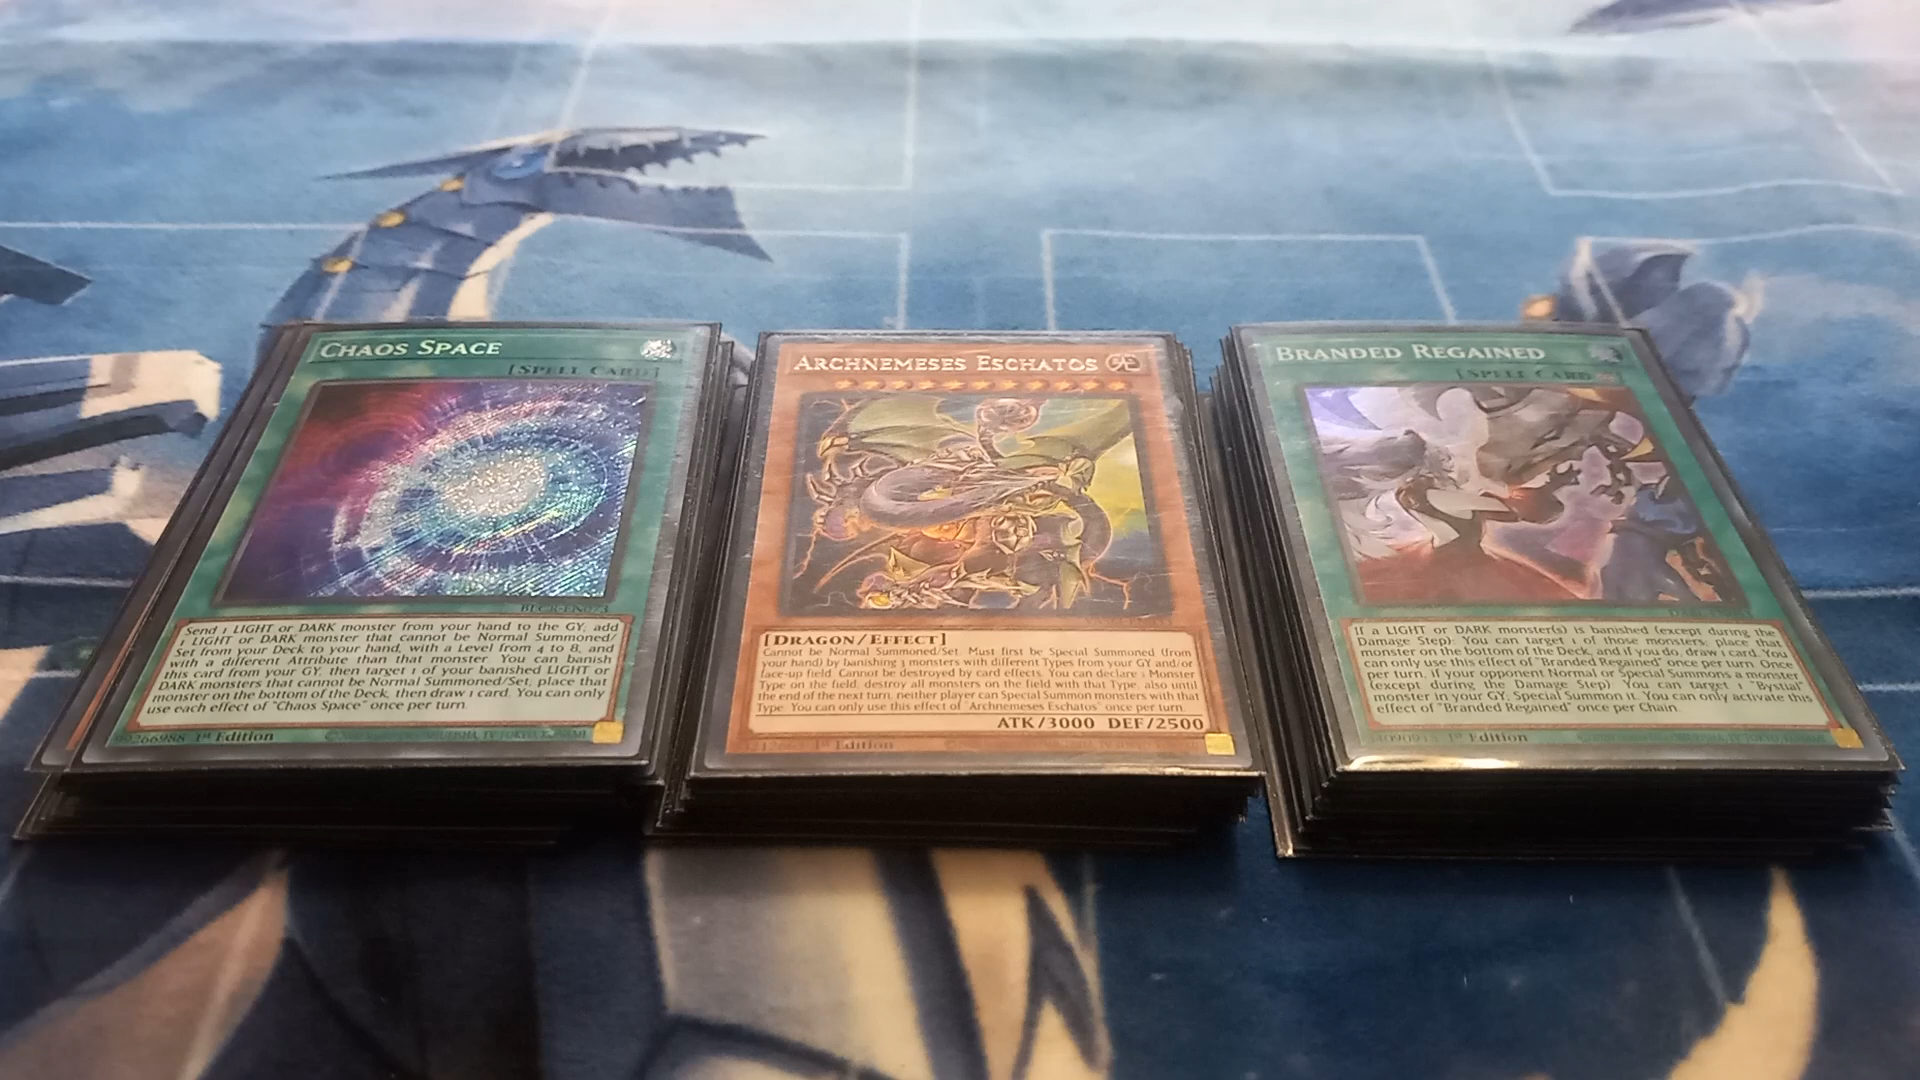 CHAOS SPACE
[SPELL CARD]
BLCR-EN073
Send 1 LIGHT or DARK monster from your hand to the GY; add
1 LIGHT or DARK monster that cannot be Normal Summoned/
Set from your Deck to your hand, with a Level from 4 to 8, and
with a different Attribute than that monster. You can banish
this card from your GY, then target 1 of your banished LIGHT or
DARK monsters that cannot be Normal Summoned/Set; place that
monster on the bottom of the Deck, then draw 1 card. You can only
use each effect of "Chaos Space" once per turn.
99266988 1st Edition
ARCHNEMESES ESCHATOS
[DRAGON/EFFECT]
Cannot be Normal Summoned/Set. Must first be Special Summoned (from
your hand) by banishing 3 monsters with different Types from your GY and/or
face-up field. Cannot be destroyed by card effects. You can declare 1 Monster
Type on the field; destroy all monsters on the field with that Type, also until
the end of the next turn, neither player can Special Summon monsters with that
Type. You can only use this effect of "Archnemeses Eschatos" once per turn.
ATK/3000 DEF/2500
1st Edition
BRANDED REGAINED
[SPELL CARD
If a LIGHT or DARK monster(s) is banished (except during the
Damage Step): You can target 1 of those monsters; place that
monster on the bottom of the Deck, and if you do, draw 1 card. You
can only use this effect of "Branded Regained" once per turn. Once
per turn, if your opponent Normal or Special Summons a monster
(except during the Damage Step): You can target 1 "Bystial"
monster in your GY; Special Summon it. You can only activate this
effect of "Branded Regained" once per Chain.
1st Edition